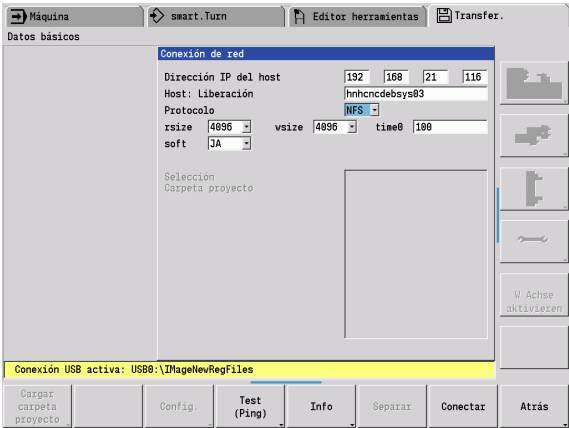 Máquina
smart.Turn
Editor herramientas
Transfer.
Datos básicos
Conexión de red
Dirección IP del host 192 168 21 116
Host: Liberación hnhcncdebsys03
Protocolo NFS
rsize 4096 wsize 4096 time0 100
soft JA
Selección
Carpeta proyecto
W Achse
aktivieren
Conexión USB activa: USB0:\IMageNewRegFiles
Cargar
carpeta
proyecto
Config.
Test
(Ping)
Info
Separar
Conectar
Atrás